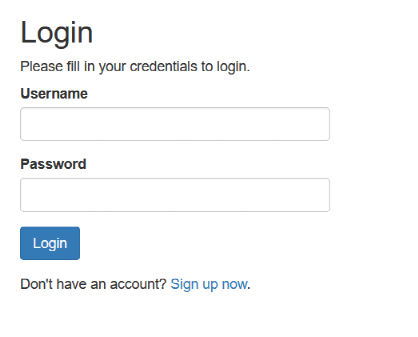 Login
Please fill in your credentials to login.
Username
Password
Login
Don't have an account? Sign up now.